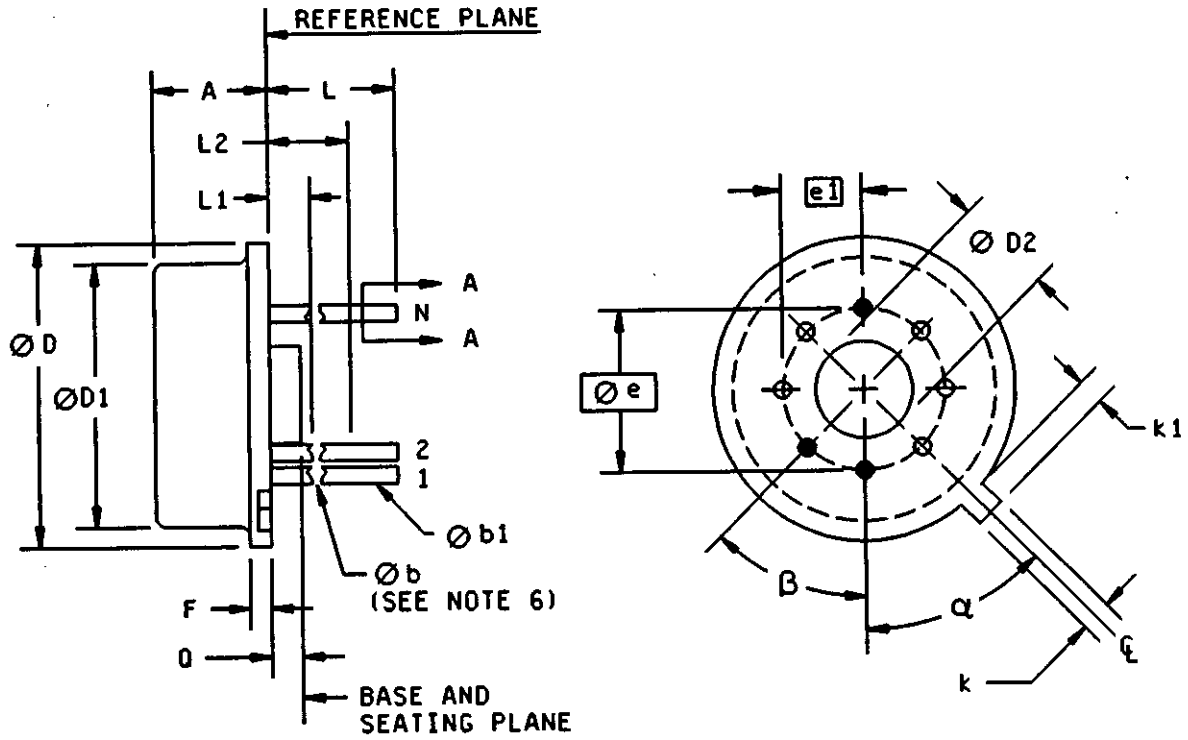 REFERENCE PLANE
A
L
L2
L1
A
N
A
Ø D
ØD1
2
1
Ø b1
Ø b
(SEE NOTE 6)
F
Q
BASE AND
SEATING PLANE
e1
Ø D2
Ø e
k1
β
α
℄
k